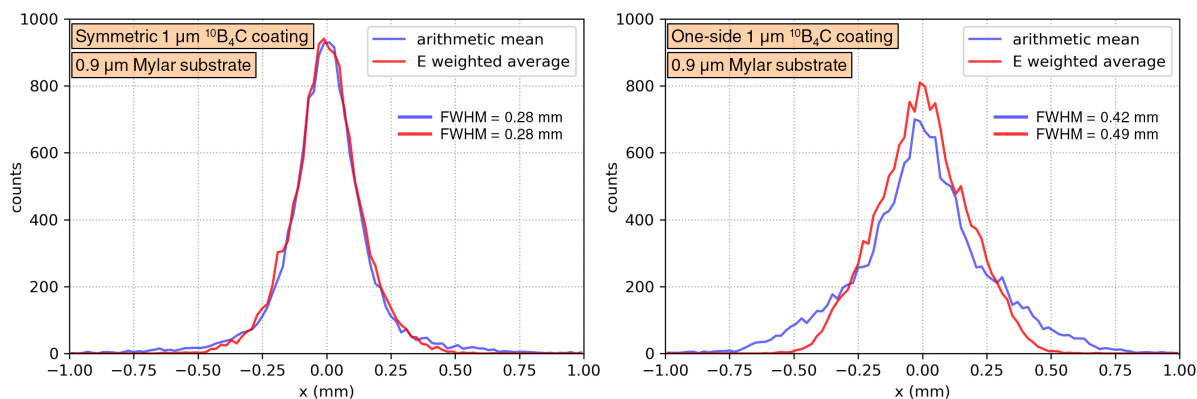 Symmetric 1 µm ¹⁰B₄C coating
0.9 µm Mylar substrate
arithmetic mean
E weighted average
FWHM = 0.28 mm
FWHM = 0.28 mm
1000
800
600
400
200
0
counts
−1.00 −0.75 −0.50 −0.25 0.00 0.25 0.50 0.75 1.00
x (mm)
One-side 1 µm ¹⁰B₄C coating
0.9 µm Mylar substrate
arithmetic mean
E weighted average
FWHM = 0.42 mm
FWHM = 0.49 mm
1000
800
600
400
200
0
counts
−1.00 −0.75 −0.50 −0.25 0.00 0.25 0.50 0.75 1.00
x (mm)